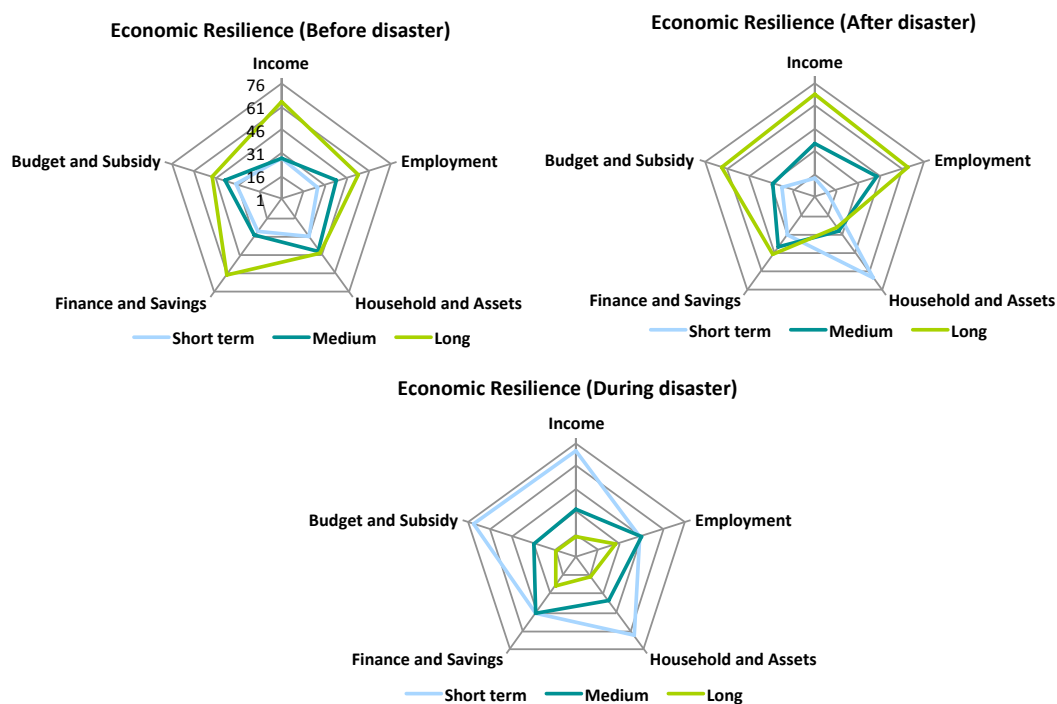 Economic Resilience (Before disaster)
Income
76
61
46
31
16
1
Budget and Subsidy
Employment
Finance and Savings
Household and Assets
Short term Medium Long
Economic Resilience (After disaster)
Income
Budget and Subsidy
Employment
Finance and Savings
Household and Assets
Short term Medium Long
Economic Resilience (During disaster)
Income
Budget and Subsidy
Employment
Finance and Savings
Household and Assets
Short term Medium Long